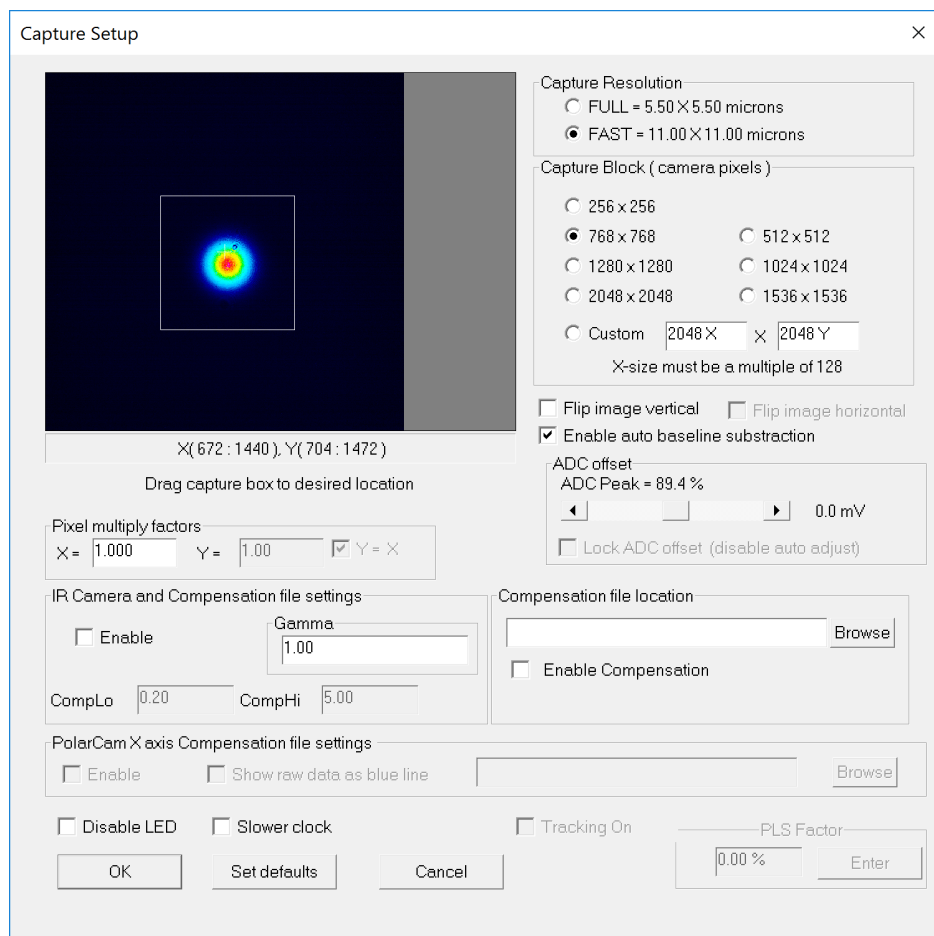 Capture Setup
Capture Resolution
FULL = 5.50 X 5.50 microns
FAST = 11.00 X 11.00 microns
Capture Block ( camera pixels )
256 x 256
768 x 768
512 x 512
1280 x 1280
1024 x 1024
2048 x 2048
1536 x 1536
Custom 2048 X X 2048 Y
X-size must be a multiple of 128
X( 672 : 1440 ), Y( 704 : 1472 )
Drag capture box to desired location
Flip image vertical
Flip image horizontal
Enable auto baseline substraction
ADC offset
ADC Peak = 89.4 %
0.0 mV
Lock ADC offset (disable auto adjust)
Pixel multiply factors
X = 1.000 Y = 1.00 Y = X
IR Camera and Compensation file settings
Enable
Gamma
1.00
CompLo 0.20 CompHi 5.00
Compensation file location
Browse
Enable Compensation
PolarCam X axis Compensation file settings
Enable
Show raw data as blue line
Browse
Disable LED
Slower clock
Tracking On
PLS Factor
0.00 %
Enter
OK
Set defaults
Cancel